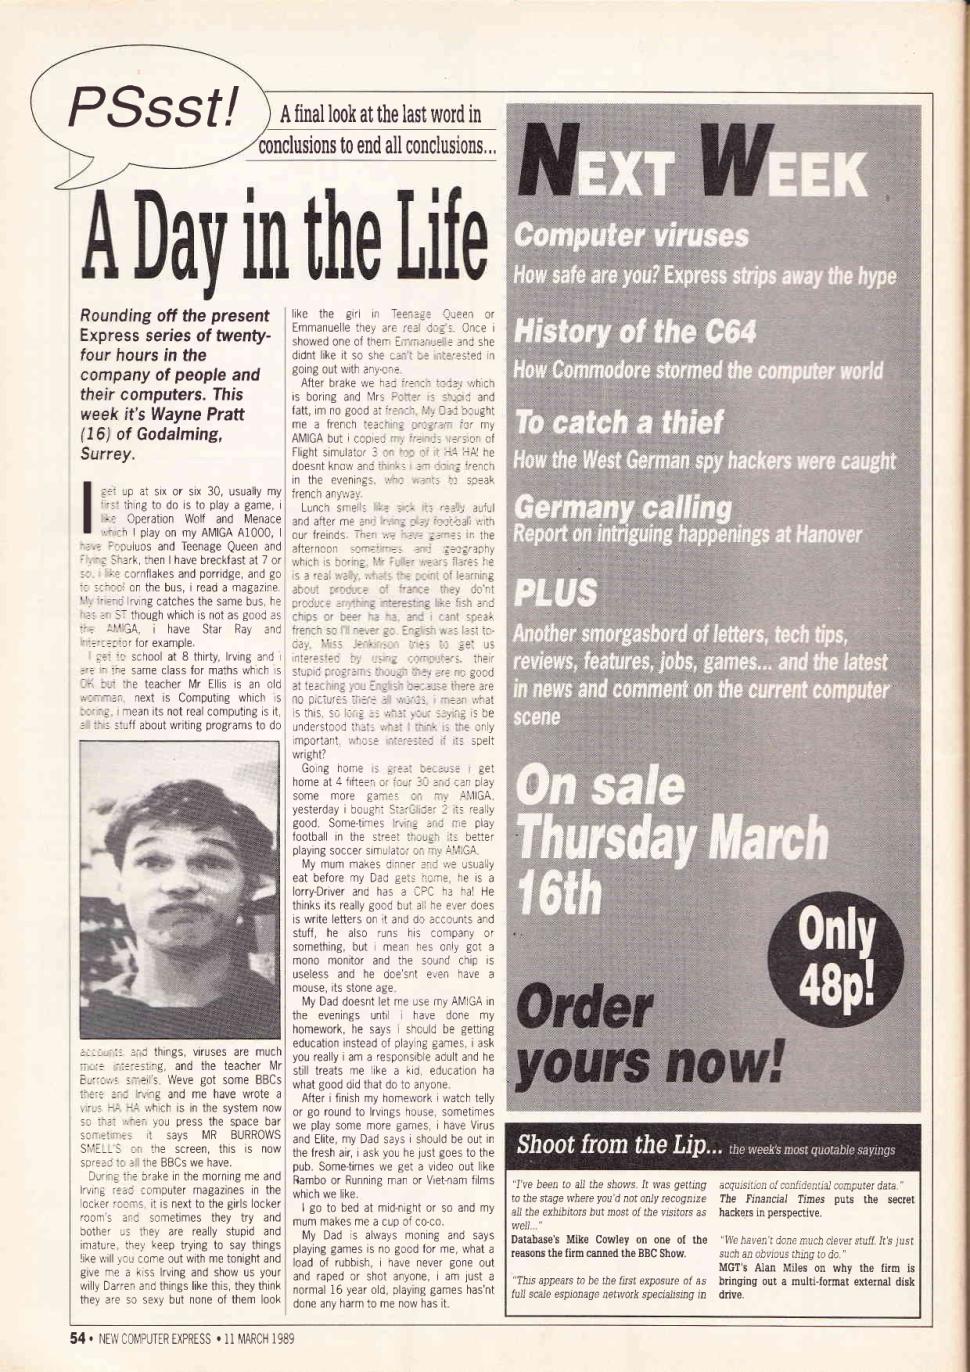 PSsst!
A final look at the last word in
conclusions to end all conclusions...
A Day in the Life
Rounding off the present
Express series of twenty-
four hours in the
company of people and
their computers. This
week it's Wayne Pratt
(16) of Godalming,
Surrey.
I get up at six or six 30, usually my
first thing to do is to play a game, i
like Operation Wolf and Menace
which I play on my AMIGA A1000, I
have Populuos and Teenage Queen and
Flying Shark, then I have breckfast at 7 or
so, i like cornflakes and porridge, and go
to school on the bus, i read a magazine.
My friend Irving catches the same bus, he
has an ST though which is not as good as
the AMIGA, i have Star Ray and
Interceptor for example.
I get to school at 8 thirty, Irving and i
are in the same class for maths which is
OK but the teacher Mr Ellis is an old
womman, next is Computing which is
boring, i mean its not real computing is it,
all this stuff about writing programs to do
accounts and things, viruses are much
more interesting, and the teacher Mr
Burrows smell's. Weve got some BBCs
there and Irving and me have wrote a
virus HA HA which is in the system now
so that when you press the space bar
sometimes it says MR BURROWS
SMELL'S on the screen, this is now
spread to all the BBCs we have.
During the brake in the morning me and
Irving read computer magazines in the
locker rooms, it is next to the girls locker
room's and sometimes they try and
bother us they are really stupid and
imature, they keep trying to say things
like will you come out with me tonight and
give me a kiss Irving and show us your
willy Darren and things like this, they think
they are so sexy but none of them look
like the girl in Teenage Queen or
Emmanuelle they are real dog's. Once i
showed one of them Emmanuelle and she
didnt like it so she can't be interested in
going out with any-one.
After brake we had french today which
is boring and Mrs Potter is stupid and
fatt, im no good at french, My Dad bought
me a french teaching program for my
AMIGA but i copied my freinds version of
Flight simulator 3 on top of it HA HA! he
doesnt know and thinks i am doing french
in the evenings, who wants to speak
french anyway.
Lunch smells like sick its really auful
and after me and Irving play football with
our freinds. Then we have games in the
afternoon sometimes and geography
which is boring, Mr Fuller wears flares he
is a real wally, whats the point of learning
about produce of france they do'nt
produce anything interesting like fish and
chips or beer ha ha, and i cant speak
french so I'll never go. English was last to-
day, Miss Jenkinson tries to get us
interested by using computers, their
stupid programs though they are no good
at teaching you English because there are
no pictures there all words, i mean what
is this, so long as what your saying is be
understood thats what I think is the only
important, whose interested if its spelt
wright?
Going home is great because i get
home at 4 fifteen or four 30 and can play
some more games on my AMIGA,
yesterday i bought StarGlider 2 its really
good. Some-times Irving and me play
football in the street though its better
playing soccer simulator on my AMIGA.
My mum makes dinner and we usually
eat before my Dad gets home, he is a
lorry-Driver and has a CPC ha ha! He
thinks its really good but all he ever does
is write letters on it and do accounts and
stuff, he also runs his company or
something, but i mean hes only got a
mono monitor and the sound chip is
useless and he doe'snt even have a
mouse, its stone age.
My Dad doesnt let me use my AMIGA in
the evenings until i have done my
homework, he says i should be getting
education instead of playing games, i ask
you really i am a responsible adult and he
still treats me like a kid, education ha
what good did that do to anyone.
After i finish my homework i watch telly
or go round to Irvings house, sometimes
we play some more games, i have Virus
and Elite, my Dad says i should be out in
the fresh air, i ask you he just goes to the
pub. Some-times we get a video out like
Rambo or Running man or Viet-nam films
which we like.
I go to bed at mid-night or so and my
mum makes me a cup of co-co.
My Dad is always moning and says
playing games is no good for me, what a
load of rubbish, i have never gone out
and raped or shot anyone, i am just a
normal 16 year old, playing games has'nt
done any harm to me now has it.
NEXT WEEK
Computer viruses
How safe are you? Express strips away the hype
History of the C64
How Commodore stormed the computer world
To catch a thief
How the West German spy hackers were caught
Germany calling
Report on intriguing happenings at Hanover
PLUS
Another smorgasbord of letters, tech tips,
reviews, features, jobs, games... and the latest
in news and comment on the current computer
scene
On sale
Thursday March
16th
Only
48p!
Order
yours now!
Shoot from the Lip... the week's most quotable sayings
"I've been to all the shows. It was getting
to the stage where you'd not only recognize
all the exhibitors but most of the visitors as
well..."
Database's Mike Cowley on one of the
reasons the firm canned the BBC Show.
"This appears to be the first exposure of as
full scale espionage network specialising in
acquisition of confidential computer data."
The Financial Times puts the secret
hackers in perspective.
"We haven't done much clever stuff. It's just
such an obvious thing to do."
MGT's Alan Miles on why the firm is
bringing out a multi-format external disk
drive.
54 • NEW COMPUTER EXPRESS • 11 MARCH 1989